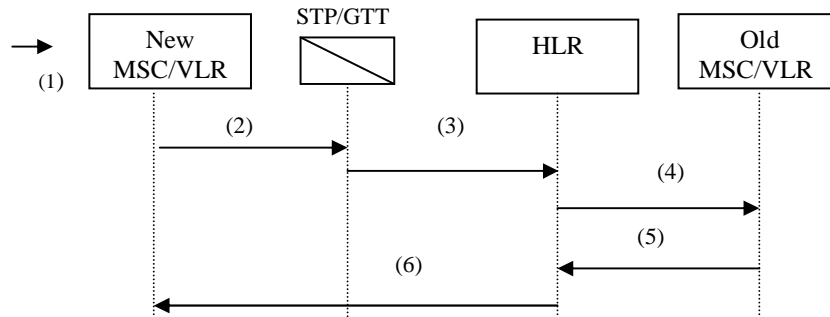 STP/GTT
New
MSC/VLR
HLR
Old
MSC/VLR
(1)
(2)
(3)
(4)
(5)
(6)